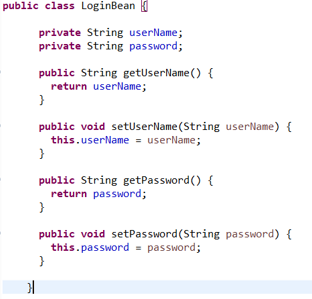 public class LoginBean {
private String userName;
private String password;
public String getUserName() {
return userName;
}
public void setUserName(String userName) {
this.userName = userName;
}
public String getPassword() {
return password;
}
public void setPassword(String password) {
this.password = password;
}
}